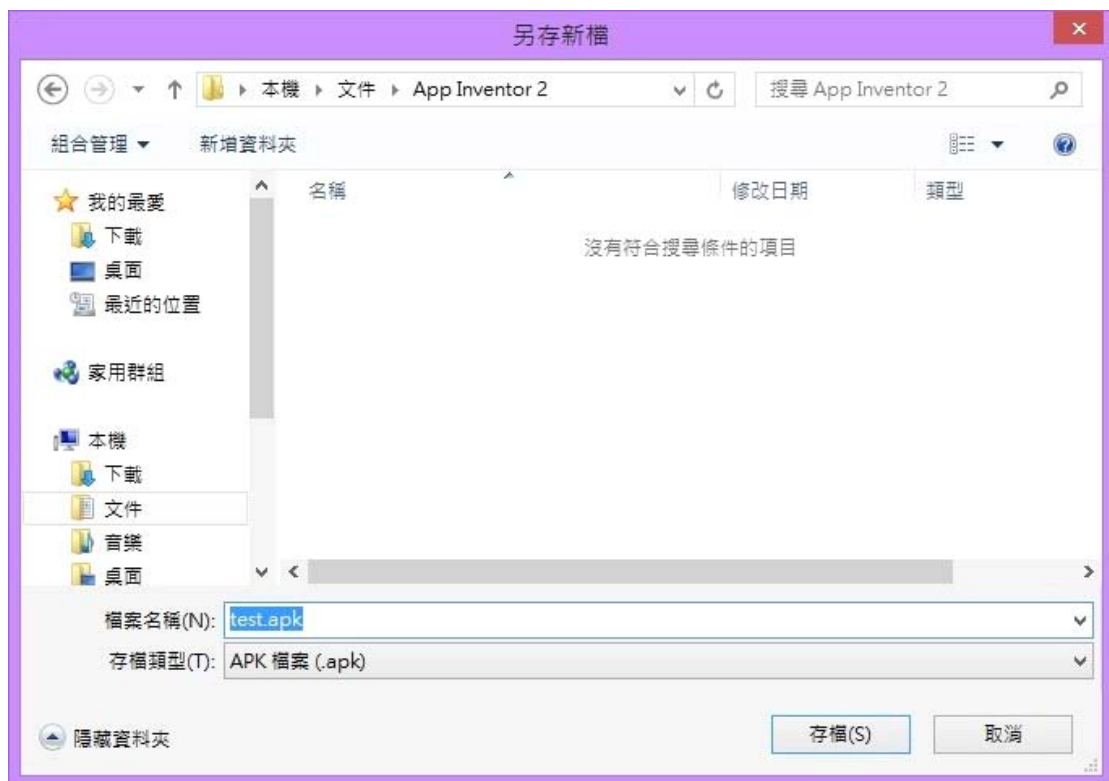 另存新檔
本機 文件 App Inventor 2
搜尋 App Inventor 2
組合管理 新增資料夾
名稱 修改日期 類型
沒有符合搜尋條件的項目
我的最愛
下載
桌面
最近的位置
家用群組
本機
下載
文件
音樂
桌面
檔案名稱(N): test.apk
存檔類型(T): APK 檔案 (.apk)
隱藏資料夾
存檔(S) 取消